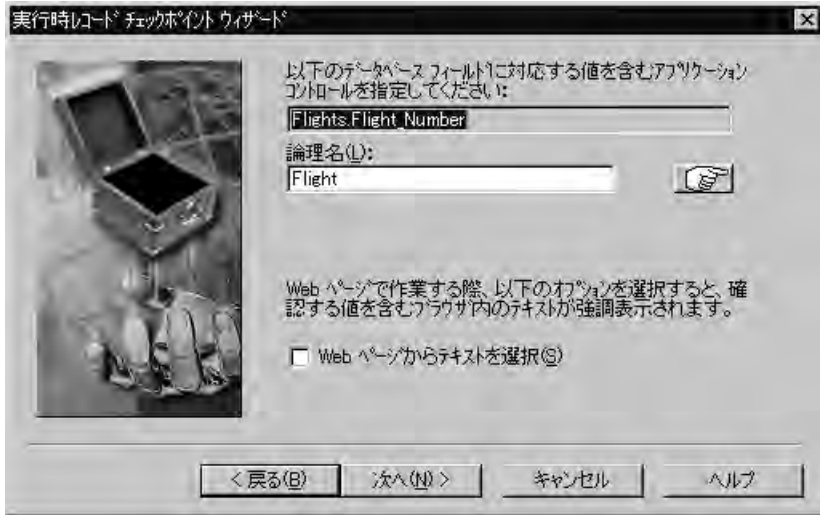 実行時レコード チェックポイント ウィザード
以下のデータベース フィールドに対応する値を含むアプリケーション
コントロールを指定してください:
Flights.Flight_Number
論理名(L):
Flight
Web ページで作業する際、以下のオプションを選択すると、確
認する値を含むブラウザ内のテキストが強調表示されます。
Web ページからテキストを選択(S)
< 戻る(B) 次へ(N) > キャンセル ヘルプ